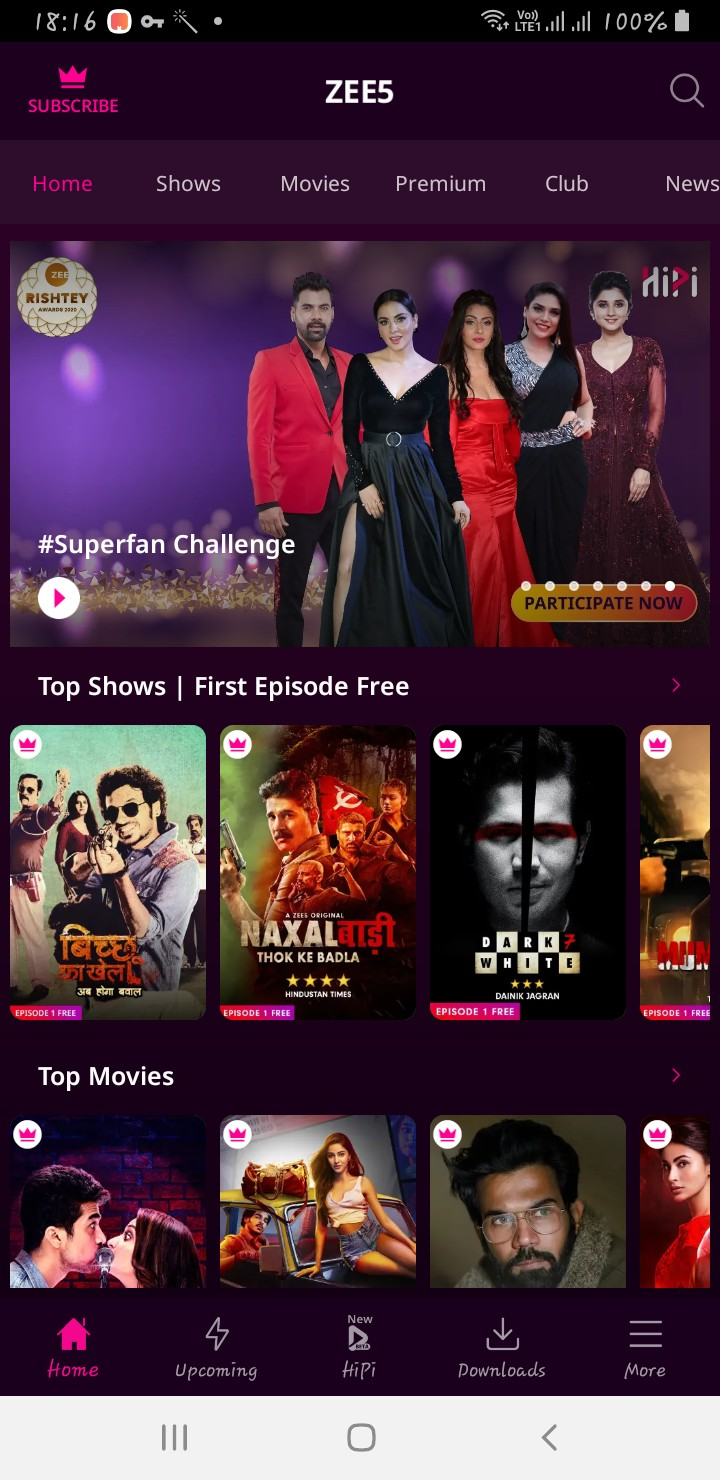 18:16
Vo))
LTE1
100%
SUBSCRIBE
ZEE5
Home
Shows
Movies
Premium
Club
News
ZEE
RISHTEY
AWARDS 2020
HiPi
#Superfan Challenge
PARTICIPATE NOW
Top Shows | First Episode Free
बिच्छू
का खेल
अब होगा बवाल
EPISODE 1 FREE
A ZEE5 ORIGINAL
NAXALबाड़ी
THOK KE BADLA
HINDUSTAN TIMES
EPISODE 1 FREE
DARK 7
WHITE
DAINIK JAGRAN
EPISODE 1 FREE
MUM
EPISODE 1 FREE
Top Movies
Home
Upcoming
New
BETA
HiPi
Downloads
More